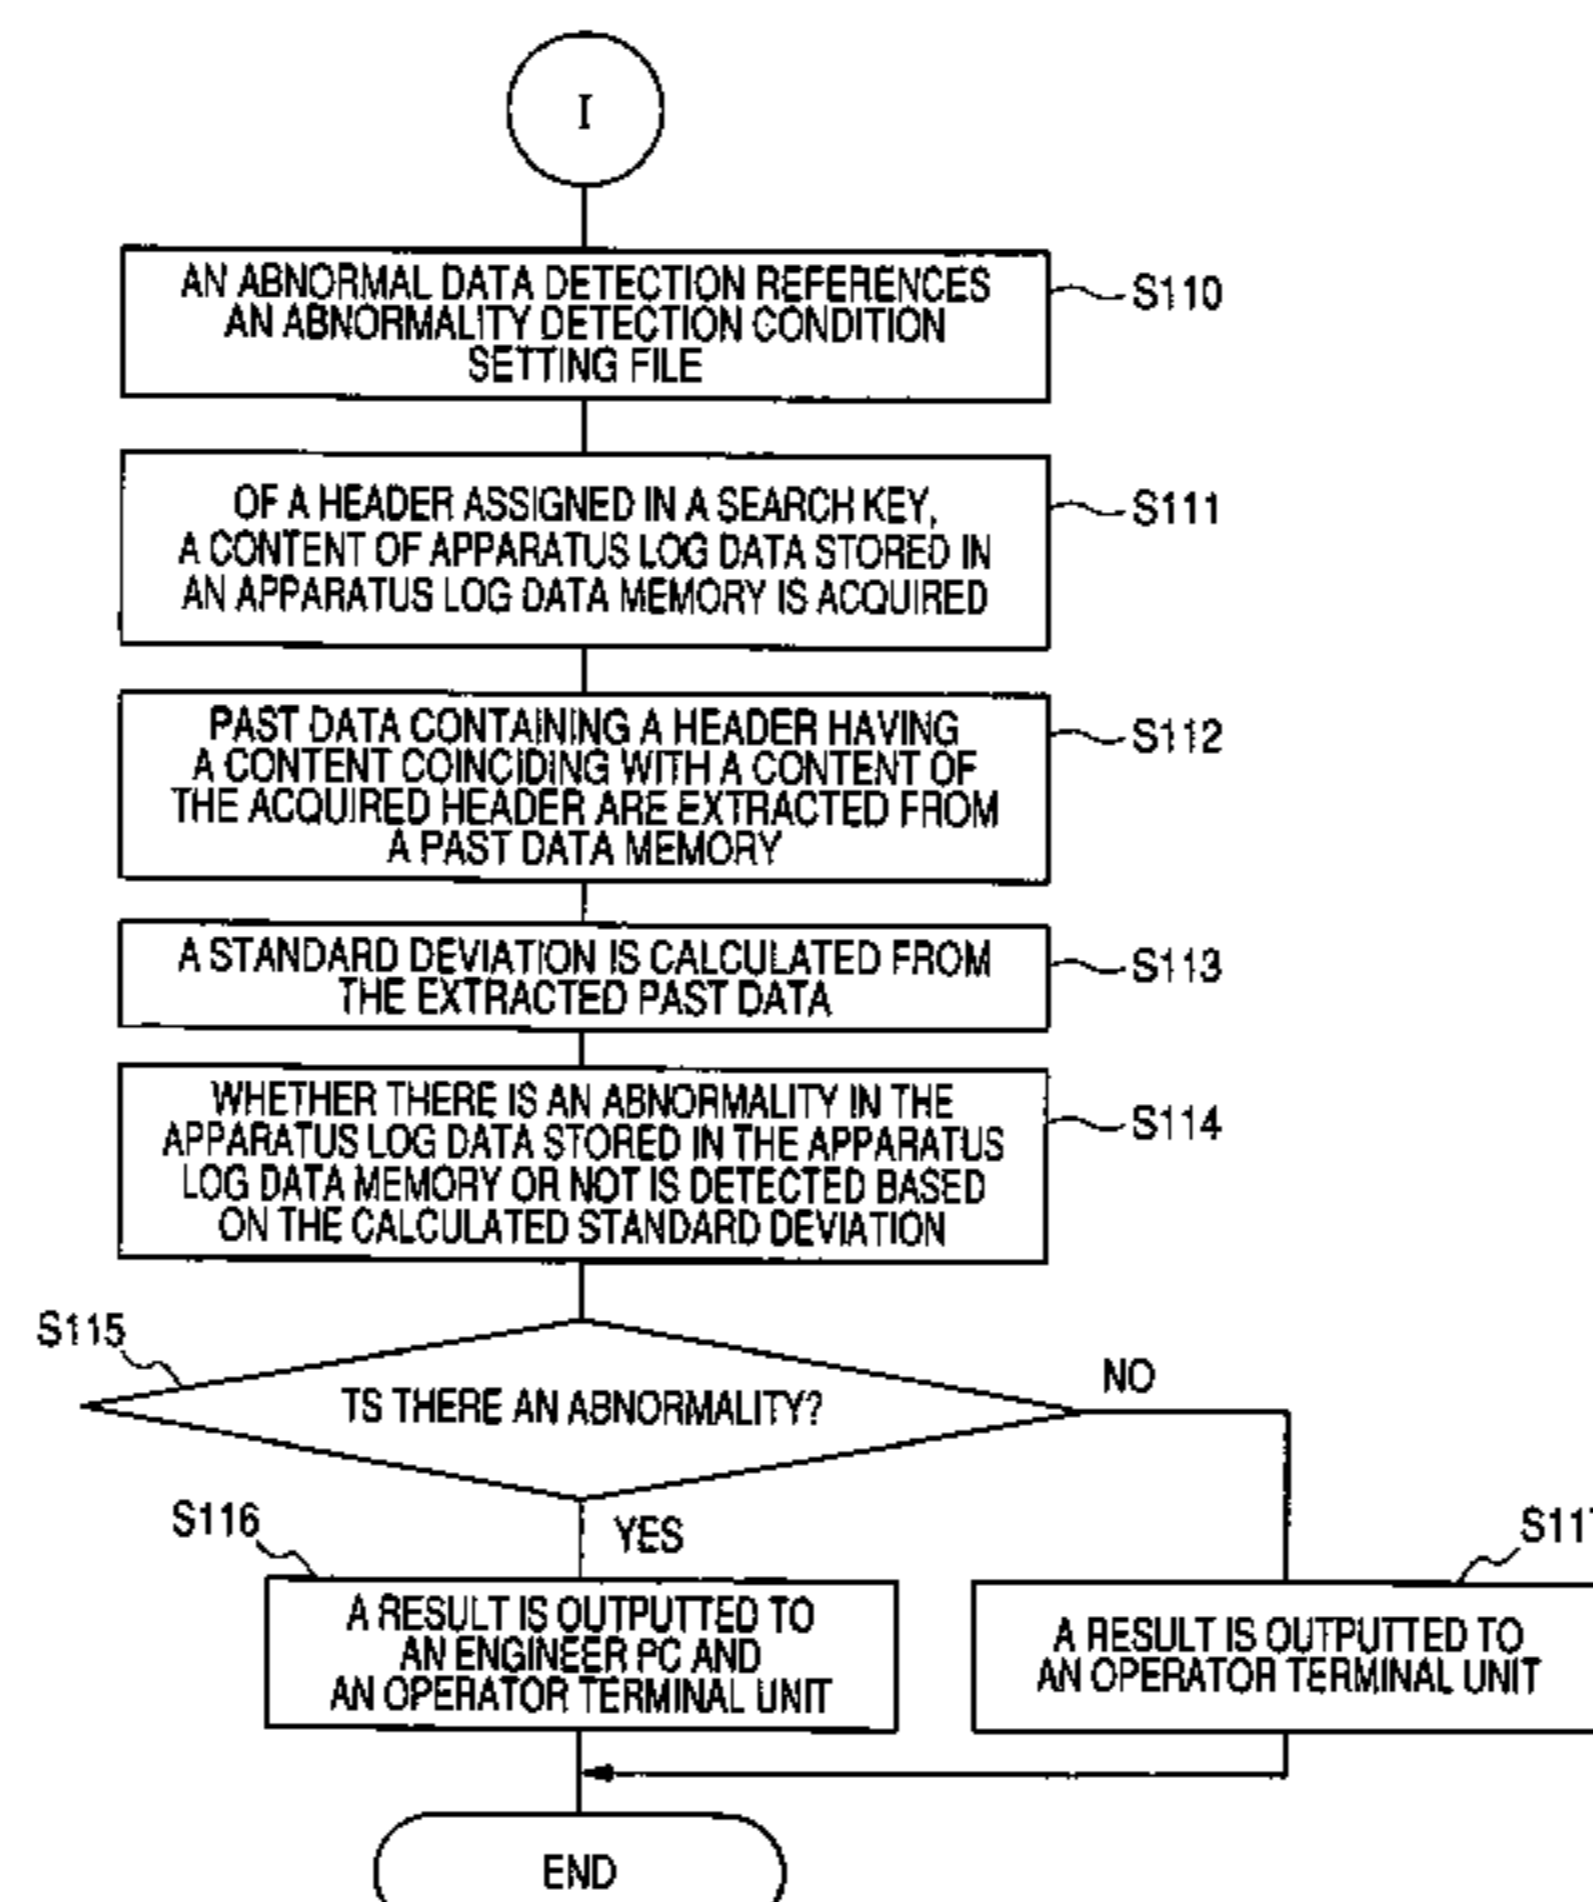 I
AN ABNORMAL DATA DETECTION REFERENCES
AN ABNORMALITY DETECTION CONDITION
SETTING FILE
S110
OF A HEADER ASSIGNED IN A SEARCH KEY,
A CONTENT OF APPARATUS LOG DATA STORED IN
AN APPARATUS LOG DATA MEMORY IS ACQUIRED
S111
PAST DATA CONTAINING A HEADER HAVING
A CONTENT COINCIDING WITH A CONTENT OF
THE ACQUIRED HEADER ARE EXTRACTED FROM
A PAST DATA MEMORY
S112
A STANDARD DEVIATION IS CALCULATED FROM
THE EXTRACTED PAST DATA
S113
WHETHER THERE IS AN ABNORMALITY IN THE
APPARATUS LOG DATA STORED IN THE APPARATUS
LOG DATA MEMORY OR NOT IS DETECTED BASED
ON THE CALCULATED STANDARD DEVIATION
S114
S115
TS THERE AN ABNORMALITY?
NO
YES
S116
A RESULT IS OUTPUTTED TO
AN ENGINEER PC AND
AN OPERATOR TERMINAL UNIT
A RESULT IS OUTPUTTED TO
AN OPERATOR TERMINAL UNIT
END